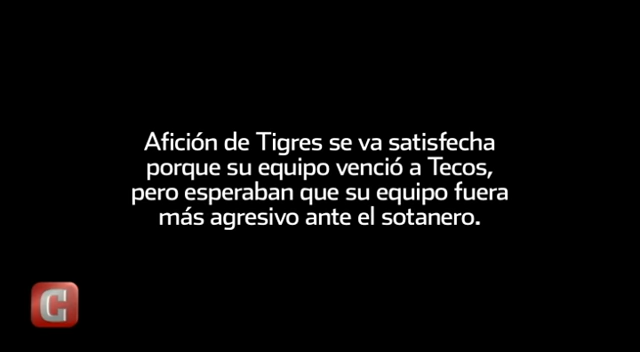 Afición de Tigres se va satisfecha
porque su equipo venció a Tecos,
pero esperaban que su equipo fuera
más agresivo ante el sotanero.
C